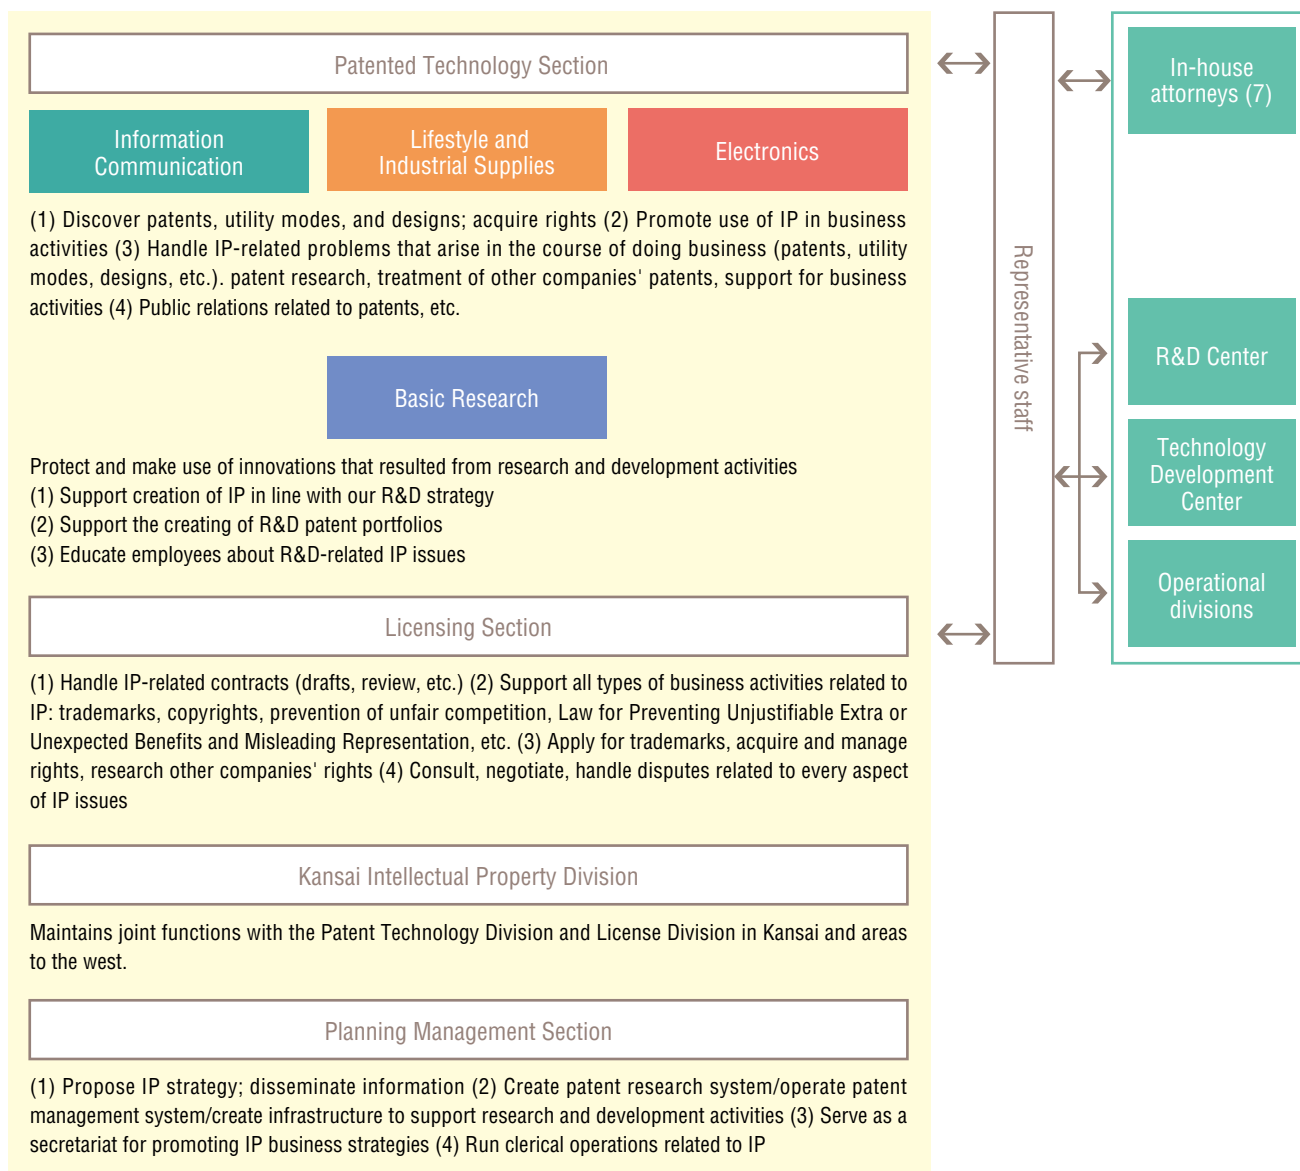 Patented Technology Section
Information
Communication
Lifestyle and
Industrial Supplies
Electronics
(1) Discover patents, utility modes, and designs; acquire rights (2) Promote use of IP in business
activities (3) Handle IP-related problems that arise in the course of doing business (patents, utility
modes, designs, etc.). patent research, treatment of other companies' patents, support for business
activities (4) Public relations related to patents, etc.
Basic Research
Protect and make use of innovations that resulted from research and development activities
(1) Support creation of IP in line with our R&D strategy
(2) Support the creating of R&D patent portfolios
(3) Educate employees about R&D-related IP issues
Licensing Section
(1) Handle IP-related contracts (drafts, review, etc.) (2) Support all types of business activities related to
IP: trademarks, copyrights, prevention of unfair competition, Law for Preventing Unjustifiable Extra or
Unexpected Benefits and Misleading Representation, etc. (3) Apply for trademarks, acquire and manage
rights, research other companies' rights (4) Consult, negotiate, handle disputes related to every aspect
of IP issues
Kansai Intellectual Property Division
Maintains joint functions with the Patent Technology Division and License Division in Kansai and areas
to the west.
Planning Management Section
(1) Propose IP strategy; disseminate information (2) Create patent research system/operate patent
management system/create infrastructure to support research and development activities (3) Serve as a
secretariat for promoting IP business strategies (4) Run clerical operations related to IP
Representative staff
In-house
attorneys (7)
R&D Center
Technology
Development
Center
Operational
divisions